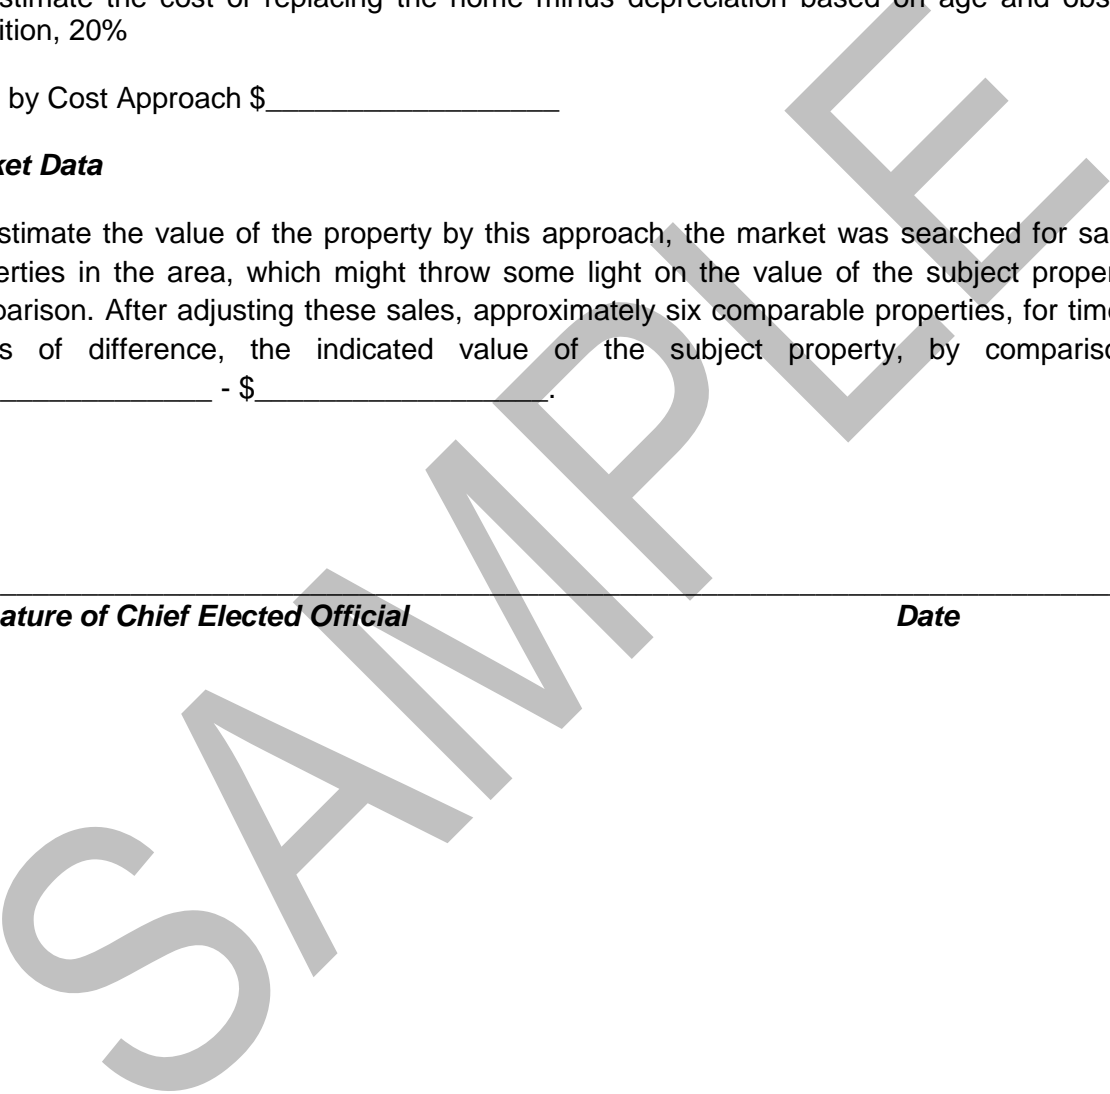 stimate the cost of replacing the home minus depreciation based on age and obs
ition, 20%
by Cost Approach $__________________
ket Data
stimate the value of the property by this approach, the market was searched for sa
erties in the area, which might throw some light on the value of the subject proper
parison. After adjusting these sales, approximately six comparable properties, for time
s of difference, the indicated value of the subject property, by compariso
_____________ - $__________________.
ature of Chief Elected Official Date
SAMPLE